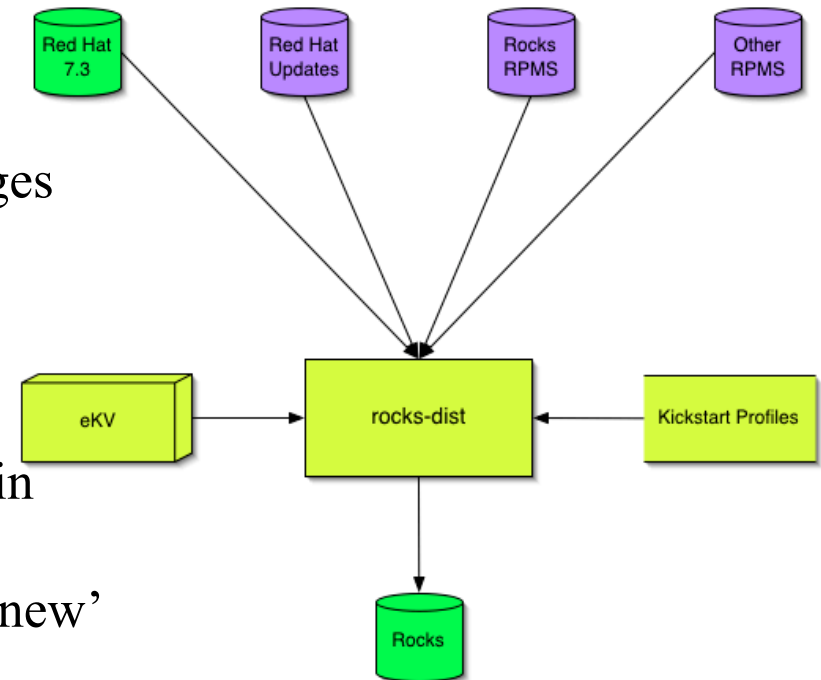 Red Hat
7.3
Red Hat
Updates
Rocks
RPMS
Other
RPMS
ges
eKV
rocks-dist
Kickstart Profiles
in
new’
Rocks